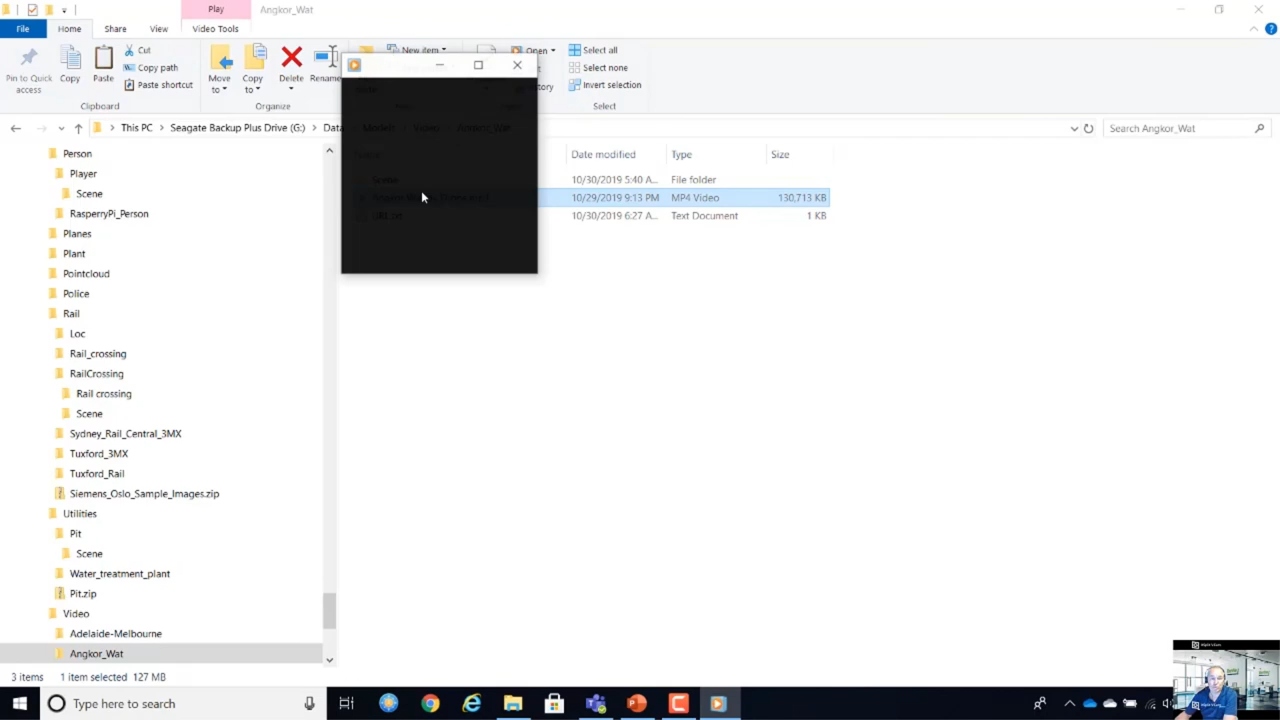 Play
Angkor_Wat
File
Home
Share
View
Video Tools
Pin to Quick
access
Copy
Paste
Cut
Copy path
Paste shortcut
Clipboard
Move
to
Copy
to
Delete
Rename
Organize
New item
Open
Select all
Select none
Invert selection
Select
This PC
Seagate Backup Plus Drive (G:)
Search Angkor_Wat
Date modified
Type
Size
Scene
10/30/2019 5:40 A...
File folder
10/29/2019 9:13 PM
MP4 Video
130,713 KB
10/30/2019 6:27 A...
Text Document
1 KB
Person
Player
Scene
RasperryPi_Person
Planes
Plant
Pointcloud
Police
Rail
Loc
Rail_crossing
RailCrossing
Rail crossing
Scene
Sydney_Rail_Central_3MX
Tuxford_3MX
Tuxford_Rail
Siemens_Oslo_Sample_Images.zip
Utilities
Pit
Scene
Water_treatment_plant
Pit.zip
Video
Adelaide-Melbourne
Angkor_Wat
3 items
1 item selected 127 MB
Type here to search